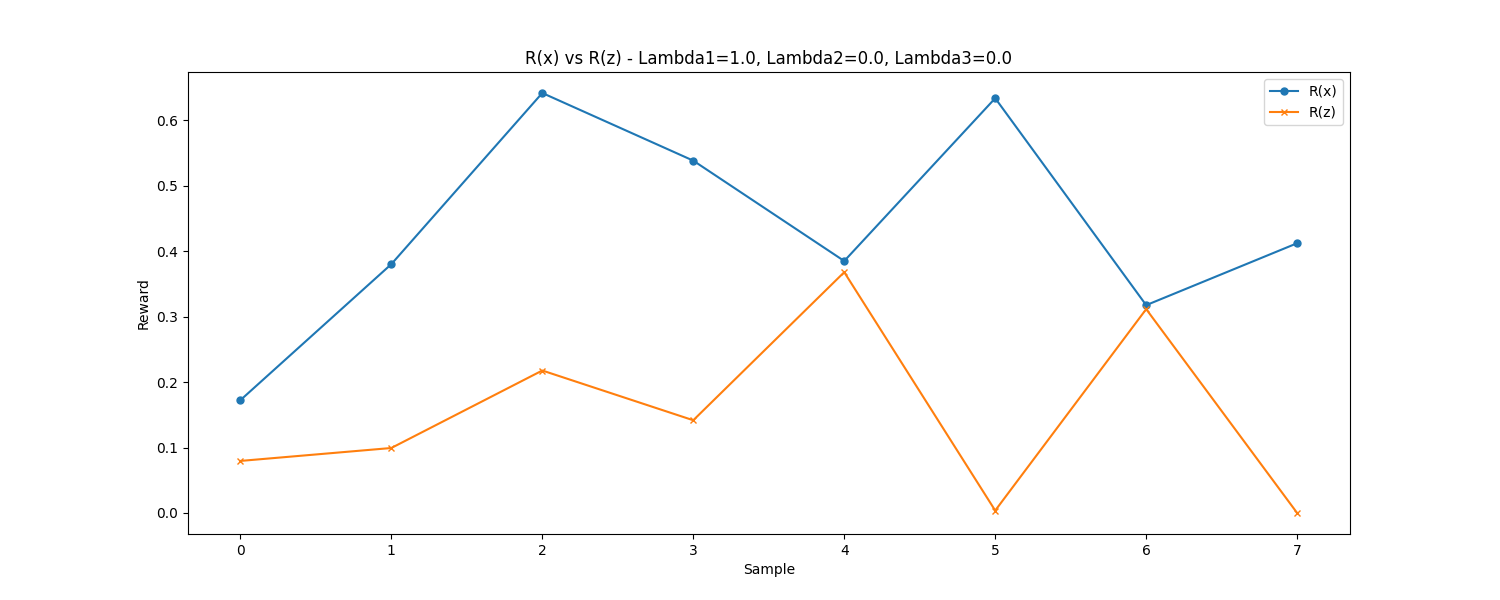 R(x) vs R(z) - Lambda1=1.0, Lambda2=0.0, Lambda3=0.0
R(x)
R(z)
0.6
0.5
0.4
0.3
0.2
0.1
0.0
Reward
0 1 2 3 4 5 6 7
Sample